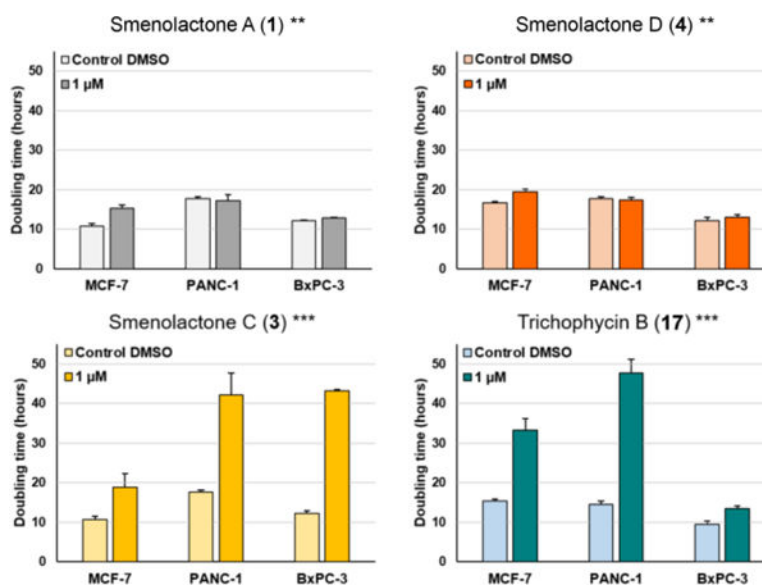 Smenolactone A (1) **
Control DMSO
1 µM
Doubling time (hours)
50
40
30
20
10
0
MCF-7 PANC-1 BxPC-3
Smenolactone D (4) **
Control DMSO
1 µM
Doubling time (hours)
50
40
30
20
10
0
MCF-7 PANC-1 BxPC-3
Smenolactone C (3) ***
Control DMSO
1 µM
Doubling time (hours)
50
40
30
20
10
0
MCF-7 PANC-1 BxPC-3
Trichophycin B (17) ***
Control DMSO
1 µM
Doubling time (hours)
50
40
30
20
10
0
MCF-7 PANC-1 BxPC-3